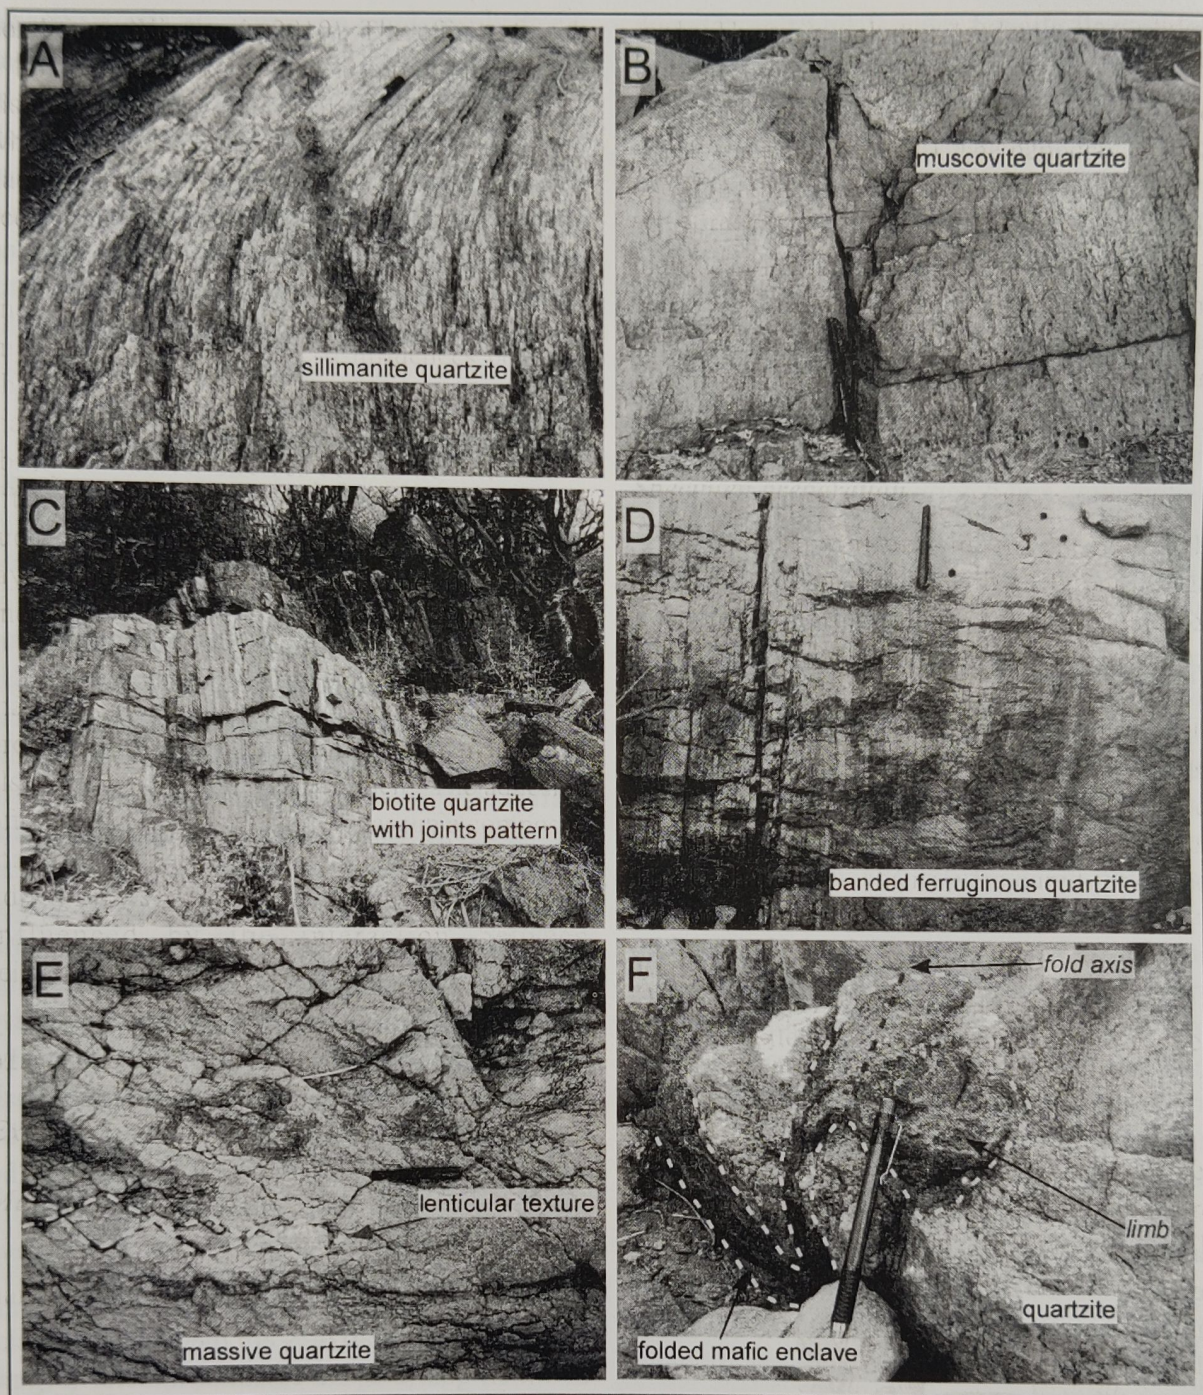 A
sillimanite quartzite
B
muscovite quartzite
C
biotite quartzite
with joints pattern
D
banded ferruginous quartzite
E
lenticular texture
massive quartzite
F
fold axis
limb
quartzite
folded mafic enclave